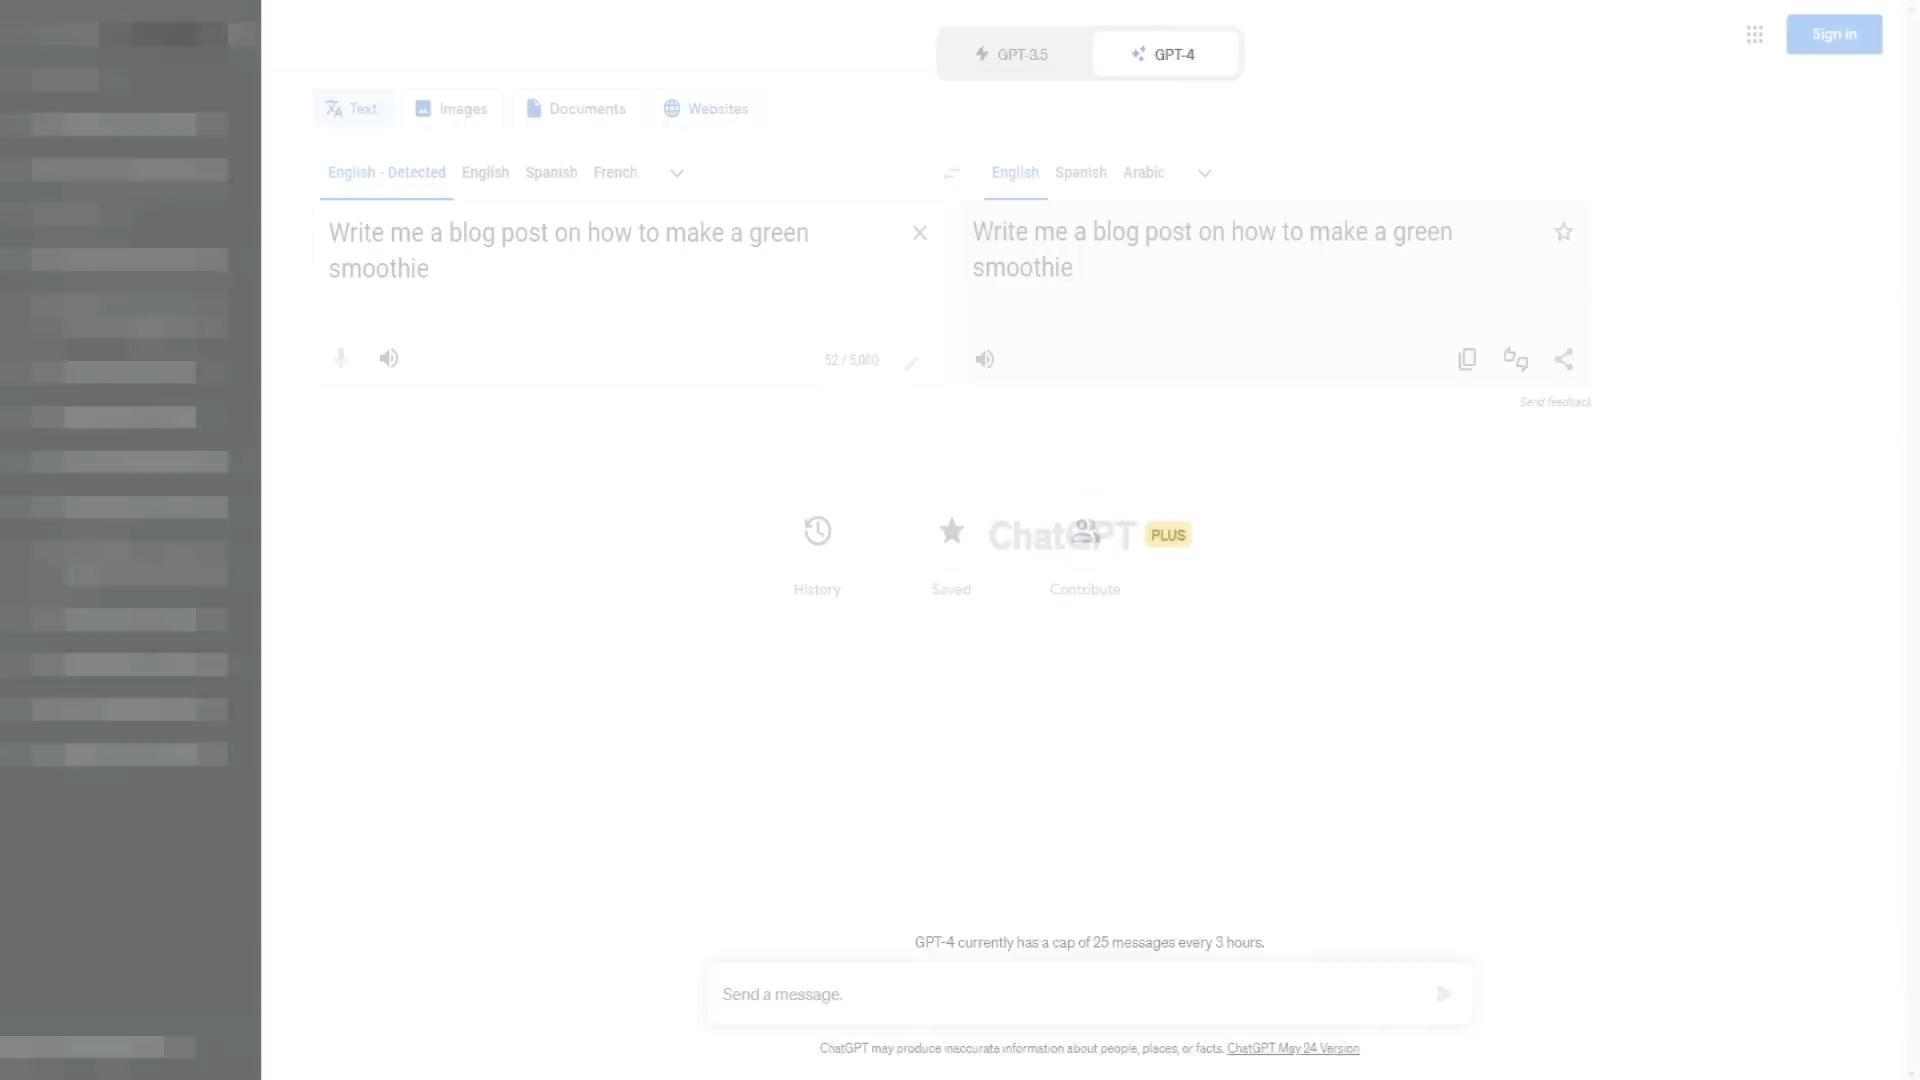 GPT-3.5
GPT-4
Sign in
Text
Images
Documents
Websites
English - Detected
English
Spanish
French
English
Spanish
Arabic
Write me a blog post on how to make a green
smoothie
Write me a blog post on how to make a green
smoothie
52 / 5,000
Send feedback
ChatGPT PLUS
History
Saved
Contribute
GPT-4 currently has a cap of 25 messages every 3 hours.
Send a message.
ChatGPT may produce inaccurate information about people, places, or facts. ChatGPT May 24 Version